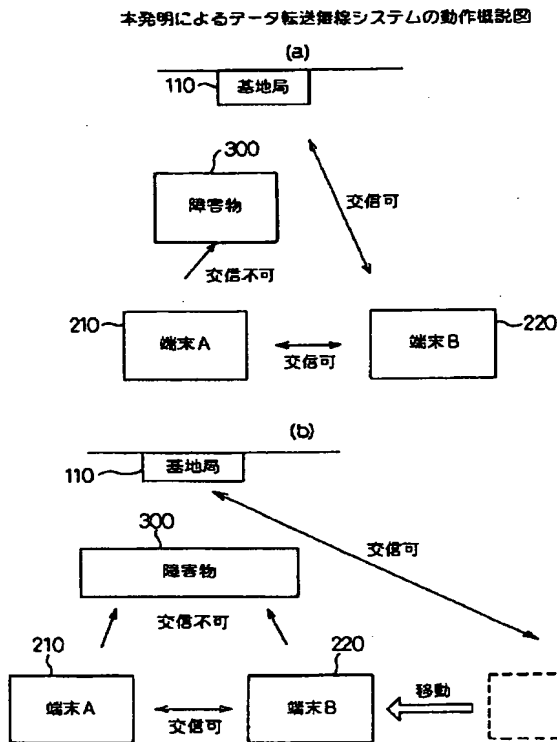 本発明によるデータ転送無線システムの動作概説図
(a)
110
基地局
300
障害物
交信可
交信不可
210
端末A
交信可
端末B
220
(b)
基地局
110
300
障害物
交信可
交信不可
210
220
端末A
交信可
端末B
移動